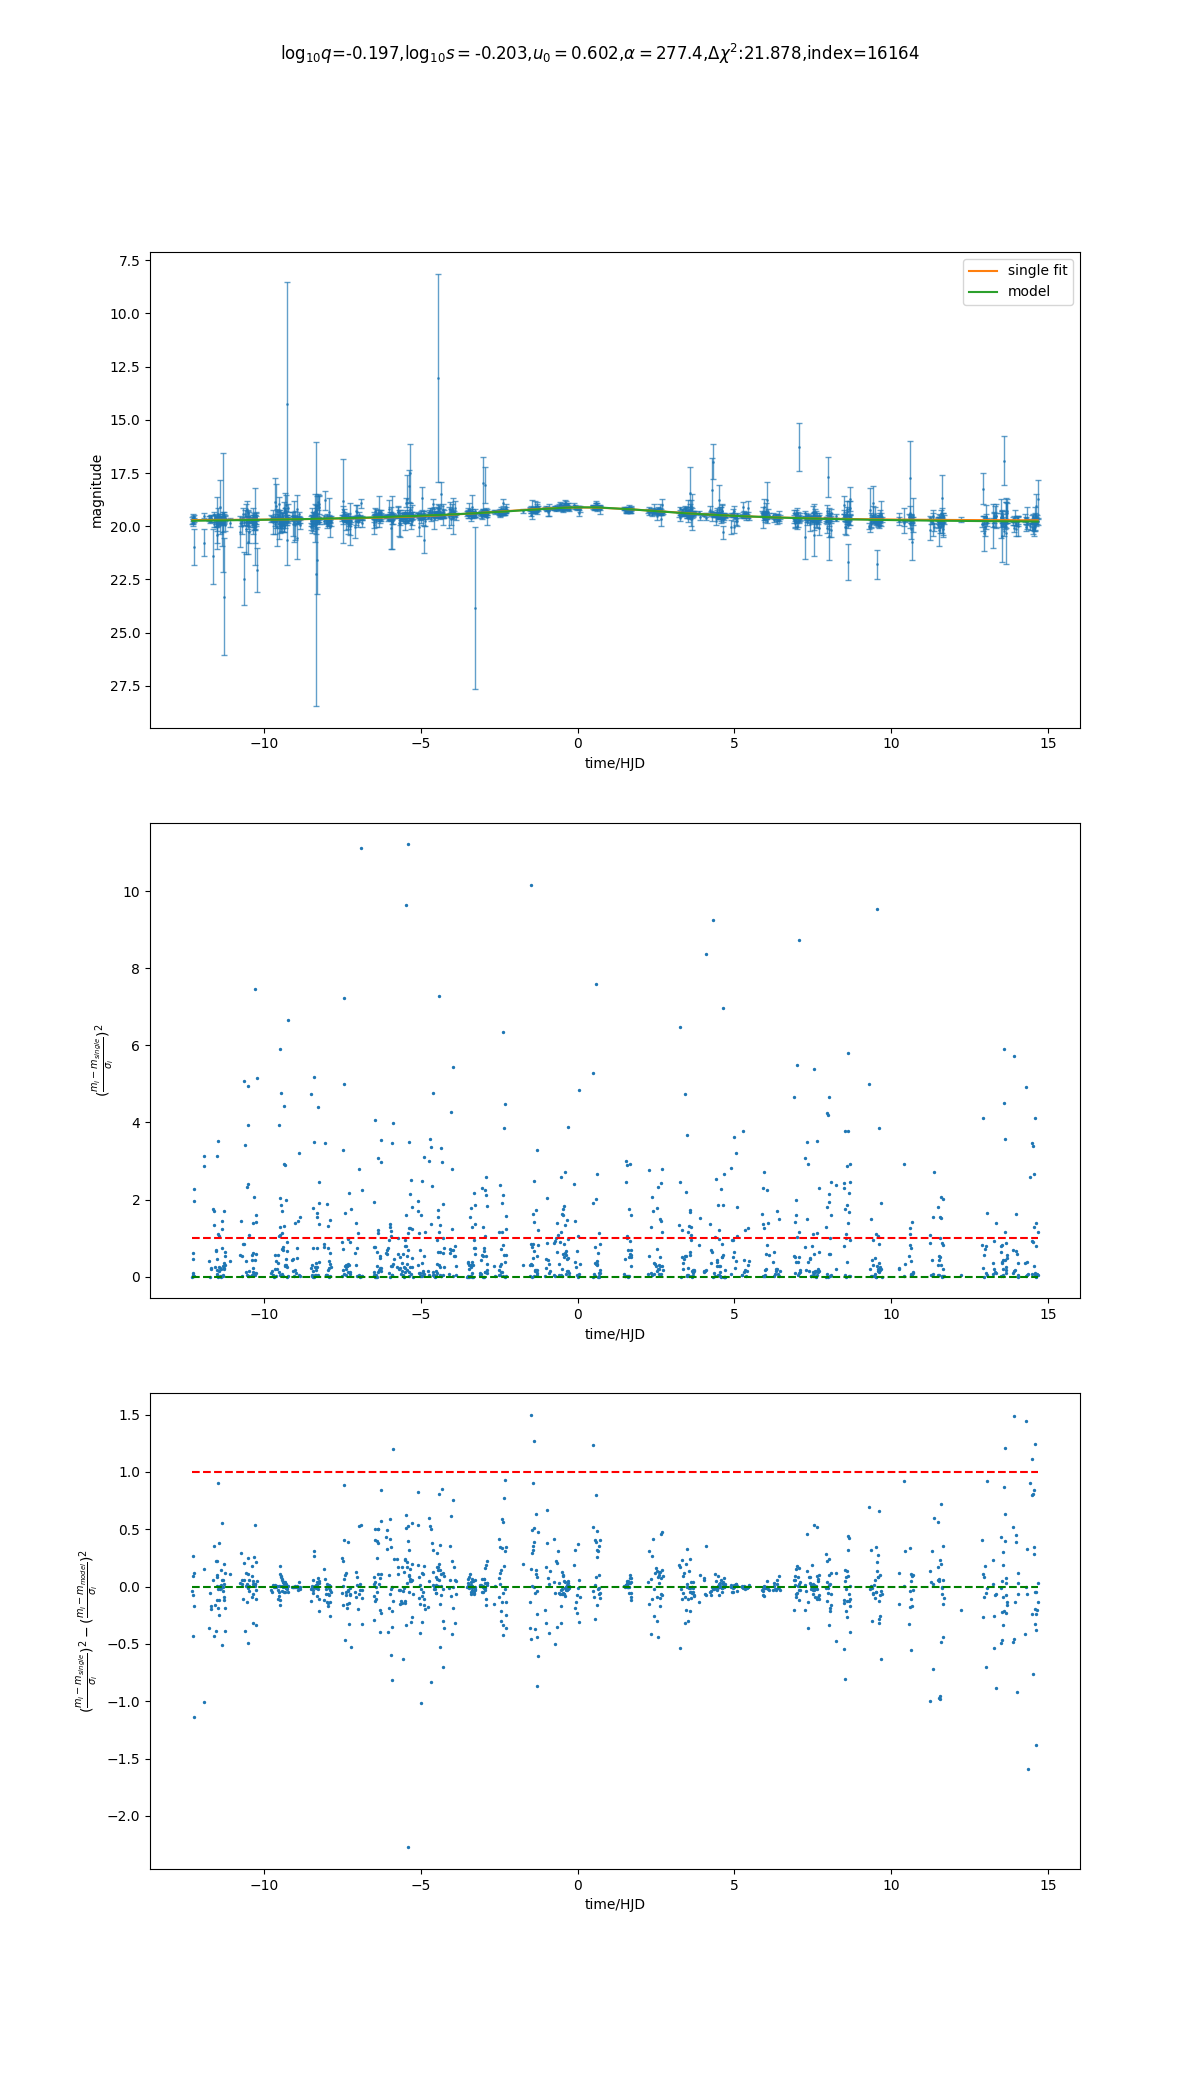 log₁₀q=-0.197,log₁₀s = -0.203,u₀ = 0.602,α = 277.4,Δχ²:21.878,index=16164
7.5
10.0
12.5
15.0
17.5
20.0
22.5
25.0
27.5
magnitude
single fit
model
−10 −5 0 5 10 15
time/HJD
10
8
6
4
2
0
((mᵢ − m_single)/σᵢ)²
−10 −5 0 5 10 15
time/HJD
1.5
1.0
0.5
0.0
−0.5
−1.0
−1.5
−2.0
((mᵢ − m_single)/σᵢ)² − ((mᵢ − m_model)/σᵢ)²
−10 −5 0 5 10 15
time/HJD